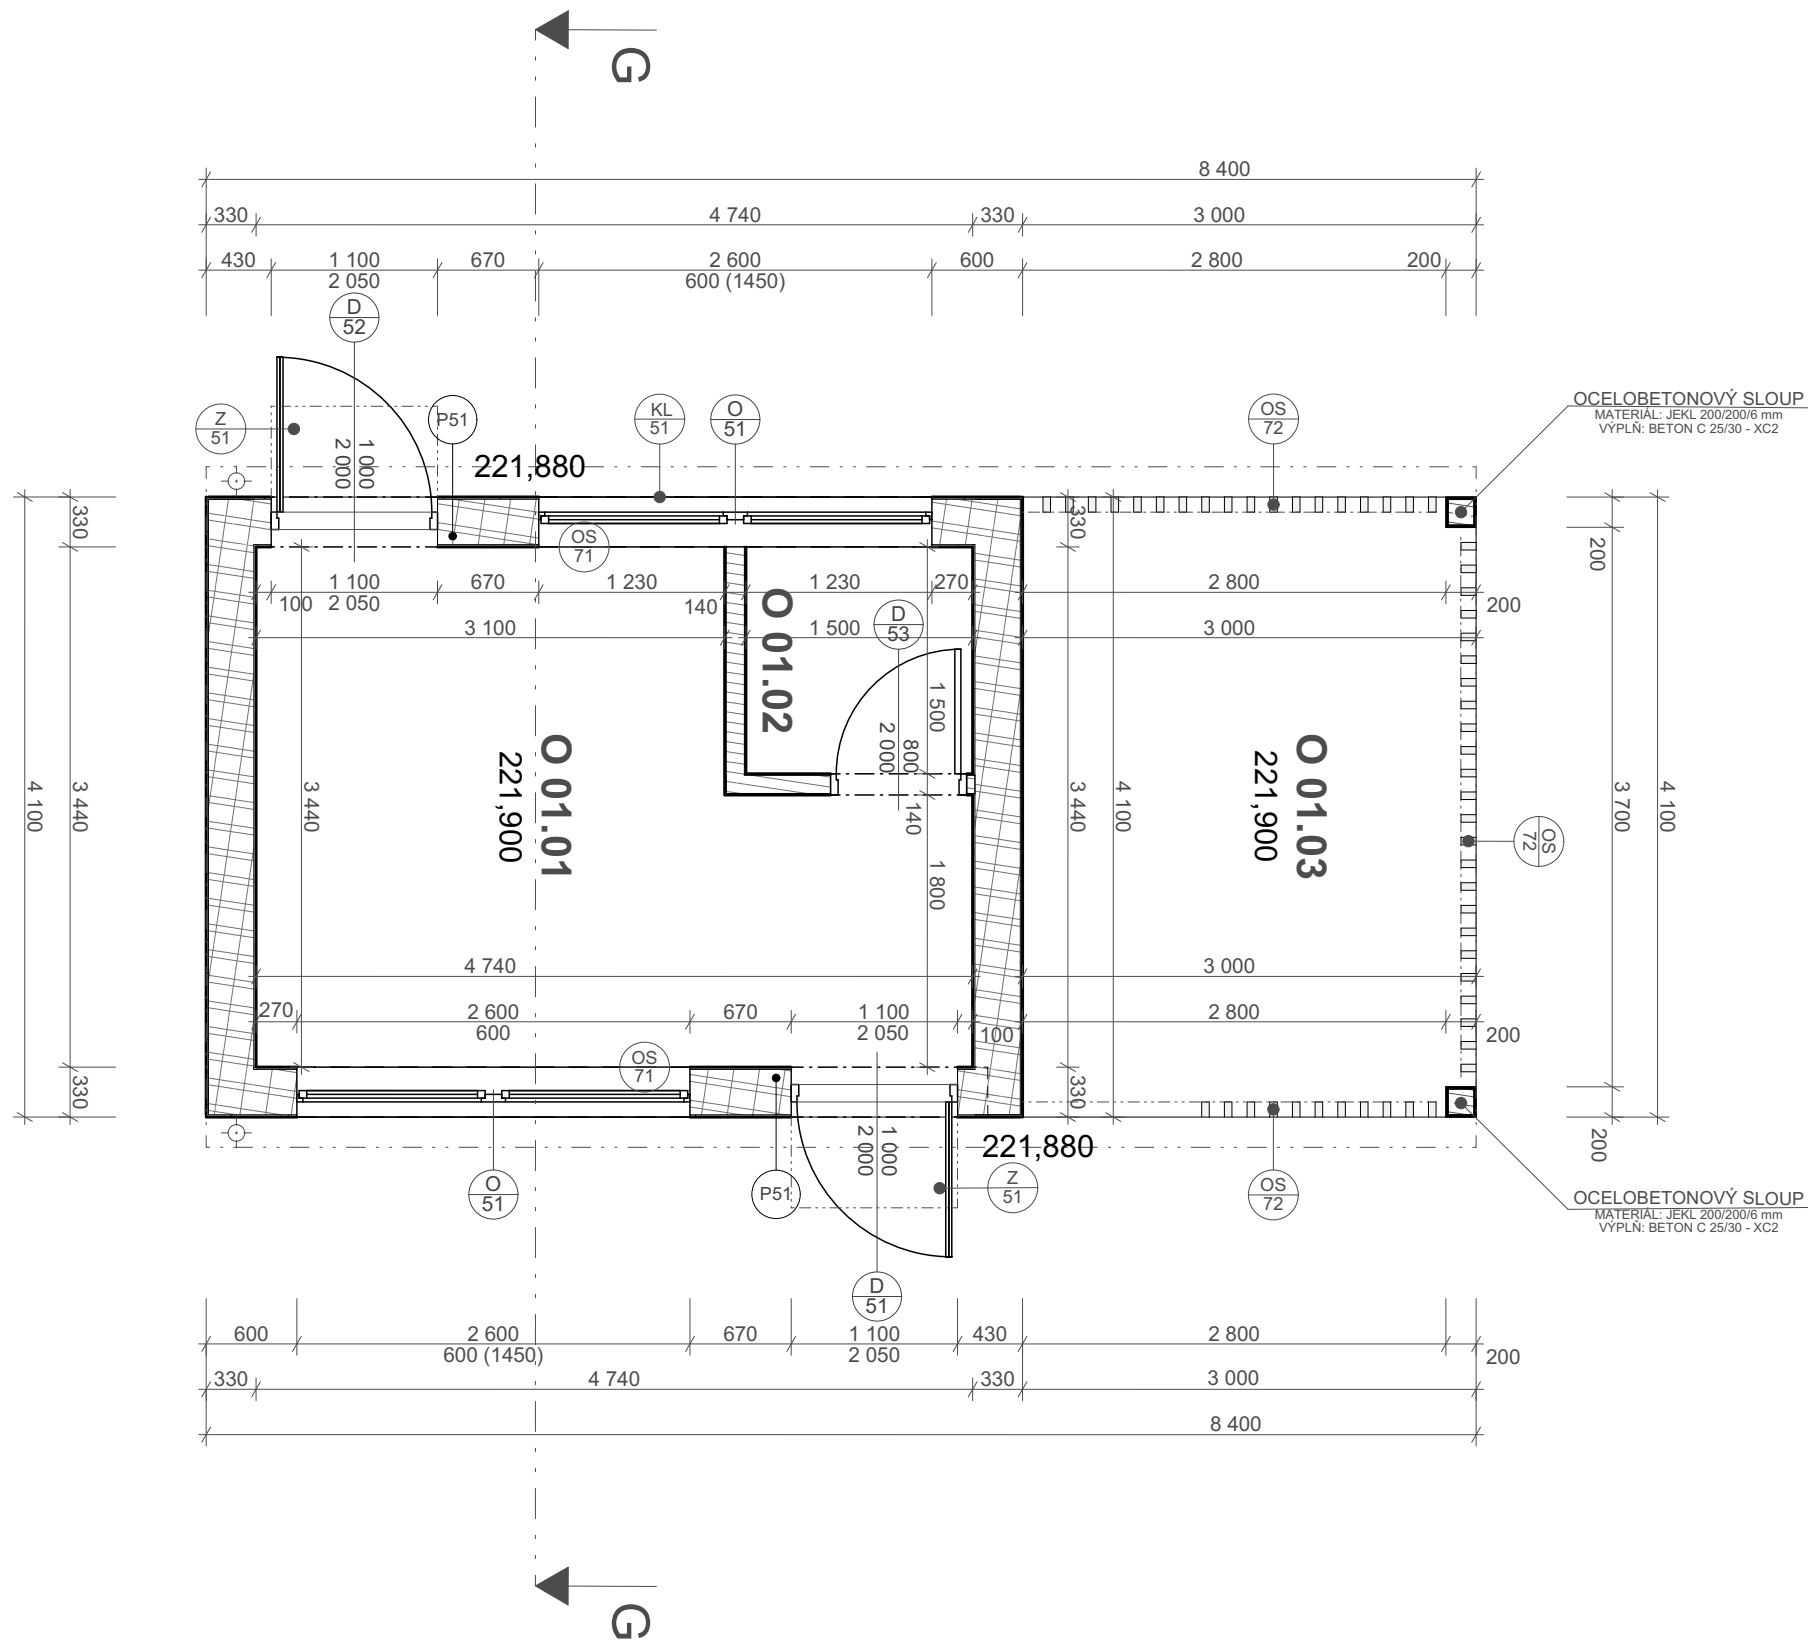 G
8 400
330 4 740 330 3 000
430 1 100 670 2 600 600 2 800 200
2 050 600 (1450)
D
52
Z
51
P51
KL
51
O
51
OS
72
OCELOBETONOVÝ SLOUP
MATERIÁL: JEKL 200/200/6 mm
VÝPLŇ: BETON C 25/30 - XC2
1 000
2 000
221,880
330
330
200
OS
71
1 100 670 1 230 1 230 270 2 800
100 2 050 140 200
3 100 1 500 3 000
O 01.02
D
53
1 500
800
2 000
140
1 800
4 100
3 440
3 440
O 01.01
221,900
3 440
4 100
O 01.03
221,900
OS
72
3 700
4 100
4 740 3 000
270 2 600 670 1 100 2 800
600 2 050 100 200
OS
71
330
330
200
1 000
2 000
221,880
O
51
P51
Z
51
OS
72
OCELOBETONOVÝ SLOUP
MATERIÁL: JEKL 200/200/6 mm
VÝPLŇ: BETON C 25/30 - XC2
D
51
600 2 600 670 1 100 430 2 800
600 (1450) 2 050 200
330 4 740 330 3 000
8 400
G